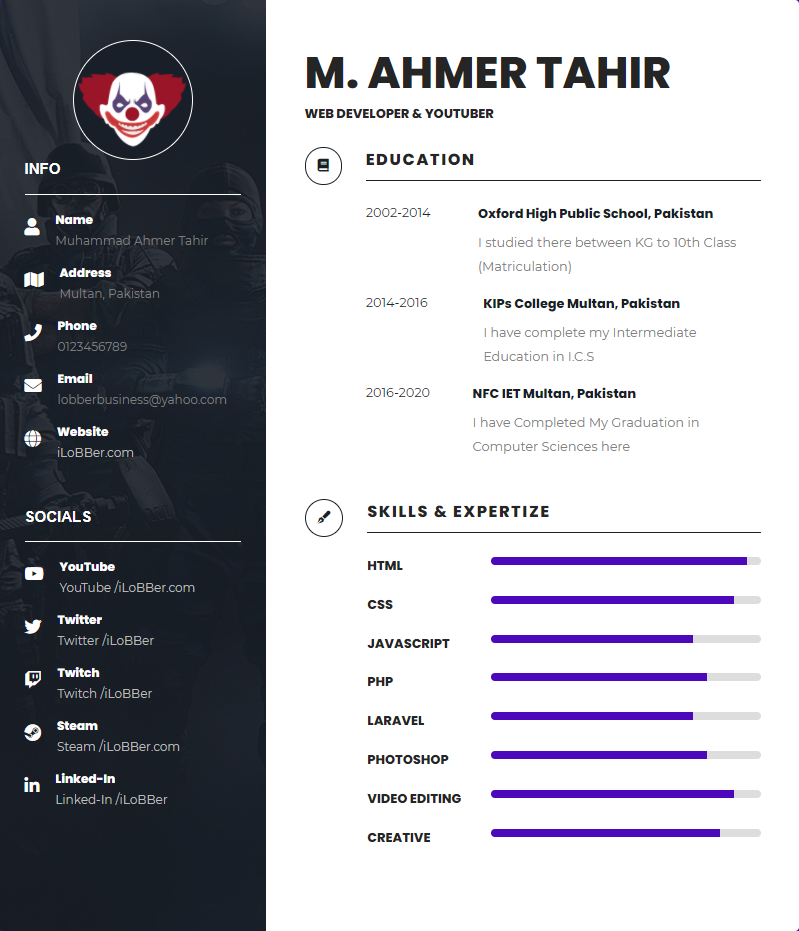 INFO
Name
Muhammad Ahmer Tahir
Address
Multan, Pakistan
Phone
0123456789
Email
lobberbusiness@yahoo.com
Website
iLoBBer.com
SOCIALS
YouTube
YouTube /iLoBBer.com
Twitter
Twitter /iLoBBer
Twitch
Twitch /iLoBBer
Steam
Steam /iLoBBer.com
Linked-In
Linked-In /iLoBBer
M. AHMER TAHIR
WEB DEVELOPER & YOUTUBER
EDUCATION
2002-2014 Oxford High Public School, Pakistan
I studied there between KG to 10th Class
(Matriculation)
2014-2016 KIPs College Multan, Pakistan
I have complete my Intermediate
Education in I.C.S
2016-2020 NFC IET Multan, Pakistan
I have Completed My Graduation in
Computer Sciences here
SKILLS & EXPERTIZE
HTML
CSS
JAVASCRIPT
PHP
LARAVEL
PHOTOSHOP
VIDEO EDITING
CREATIVE